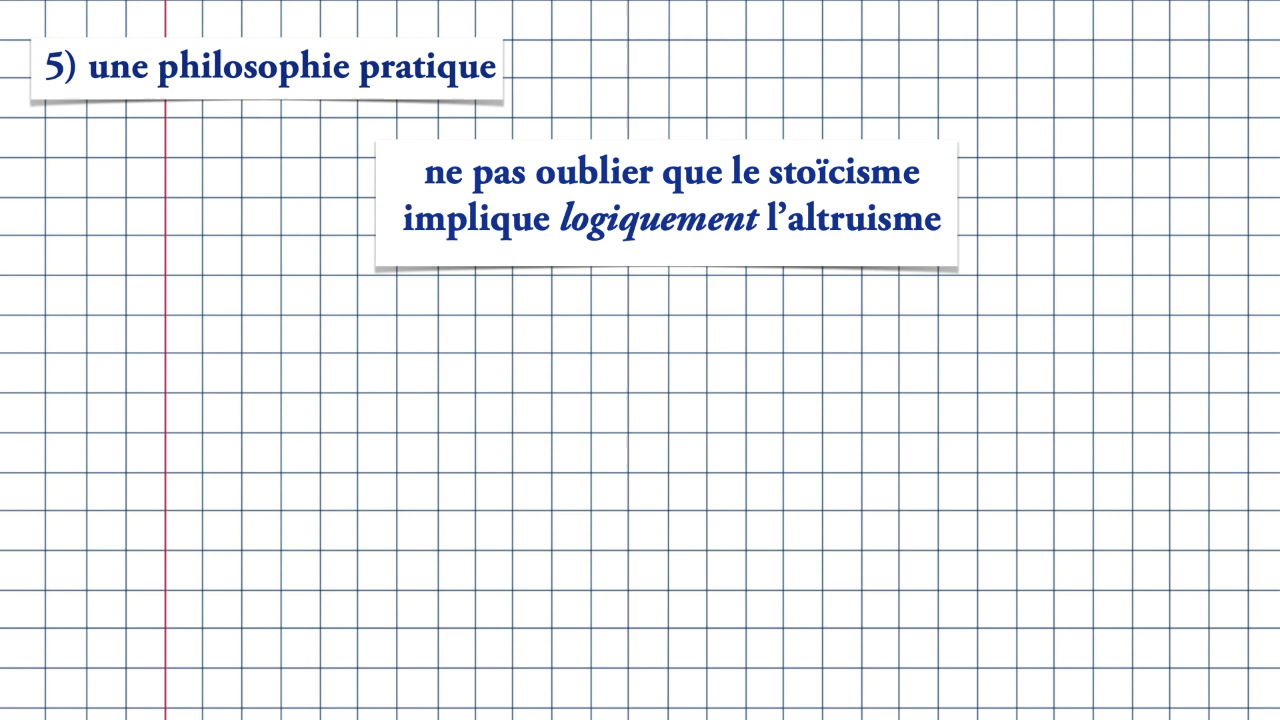 5) une philosophie pratique
ne pas oublier que le stoïcisme
implique logiquement l’altruisme